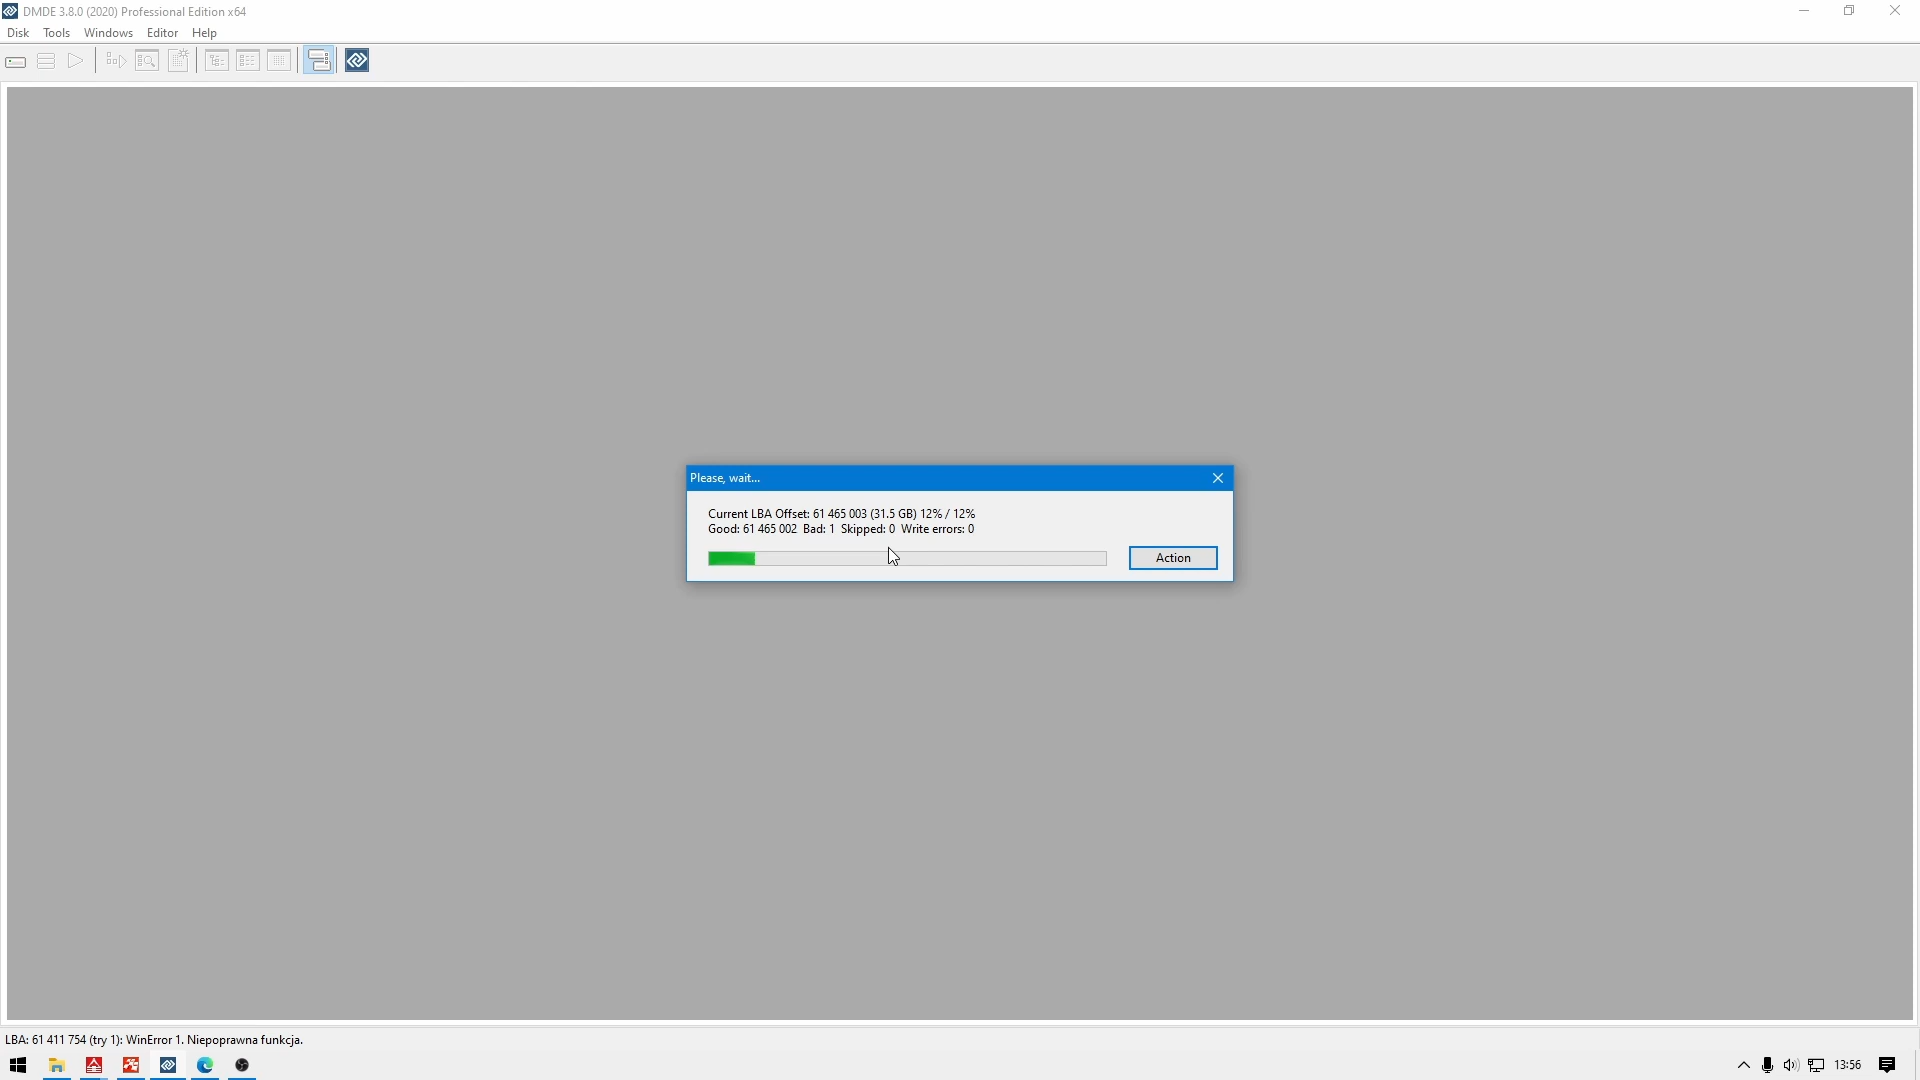 DMDE 3.8.0 (2020) Professional Edition x64
Disk Tools Windows Editor Help
Please, wait...
Current LBA Offset: 61 465 003 (31.5 GB) 12% / 12%
Good: 61 465 002 Bad: 1 Skipped: 0 Write errors: 0
Action
LBA: 61 411 754 (try 1): WinError 1. Niepoprawna funkcja.
13:56